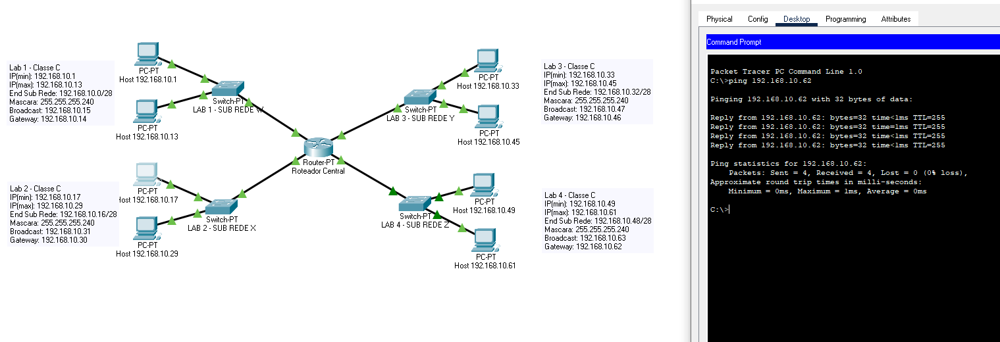 Lab 1 - Classe C
IP(min): 192.168.10.1
IP(max): 192.168.10.13
End Sub Rede: 192.168.10.0/28
Mascara: 255.255.255.240
Broadcast: 192.168.10.15
Gateway: 192.168.10.14
PC-PT
Host 192.168.10.1
Switch-PT
LAB 1 - SUB REDE W
PC-PT
Host 192.168.10.13
Lab 2 - Classe C
IP(min): 192.168.10.17
IP(max): 192.168.10.29
End Sub Rede: 192.168.10.16/28
Mascara: 255.255.255.240
Broadcast: 192.168.10.31
Gateway: 192.168.10.30
PC-PT
Host 192.168.10.17
Switch-PT
LAB 2 - SUB REDE X
PC-PT
Host 192.168.10.29
Router-PT
Roteador Central
PC-PT
Host 192.168.10.33
Switch-PT
LAB 3 - SUB REDE Y
PC-PT
Host 192.168.10.45
Lab 3 - Classe C
IP(min): 192.168.10.33
IP(max): 192.168.10.45
End Sub Rede: 192.168.10.32/28
Mascara: 255.255.255.240
Broadcast: 192.168.10.47
Gateway: 192.168.10.46
PC-PT
Host 192.168.10.49
Switch-PT
LAB 4 - SUB REDE Z
PC-PT
Host 192.168.10.61
Lab 4 - Classe C
IP(min): 192.168.10.49
IP(max): 192.168.10.61
End Sub Rede: 192.168.10.48/28
Mascara: 255.255.255.240
Broadcast: 192.168.10.63
Gateway: 192.168.10.62
Physical Config Desktop Programming Attributes
Command Prompt
Packet Tracer PC Command Line 1.0
C:\>ping 192.168.10.62
Pinging 192.168.10.62 with 32 bytes of data:
Reply from 192.168.10.62: bytes=32 time<1ms TTL=255
Reply from 192.168.10.62: bytes=32 time=1ms TTL=255
Reply from 192.168.10.62: bytes=32 time<1ms TTL=255
Reply from 192.168.10.62: bytes=32 time<1ms TTL=255
Ping statistics for 192.168.10.62:
Packets: Sent = 4, Received = 4, Lost = 0 (0% loss),
Approximate round trip times in milli-seconds:
Minimum = 0ms, Maximum = 1ms, Average = 0ms
C:\>